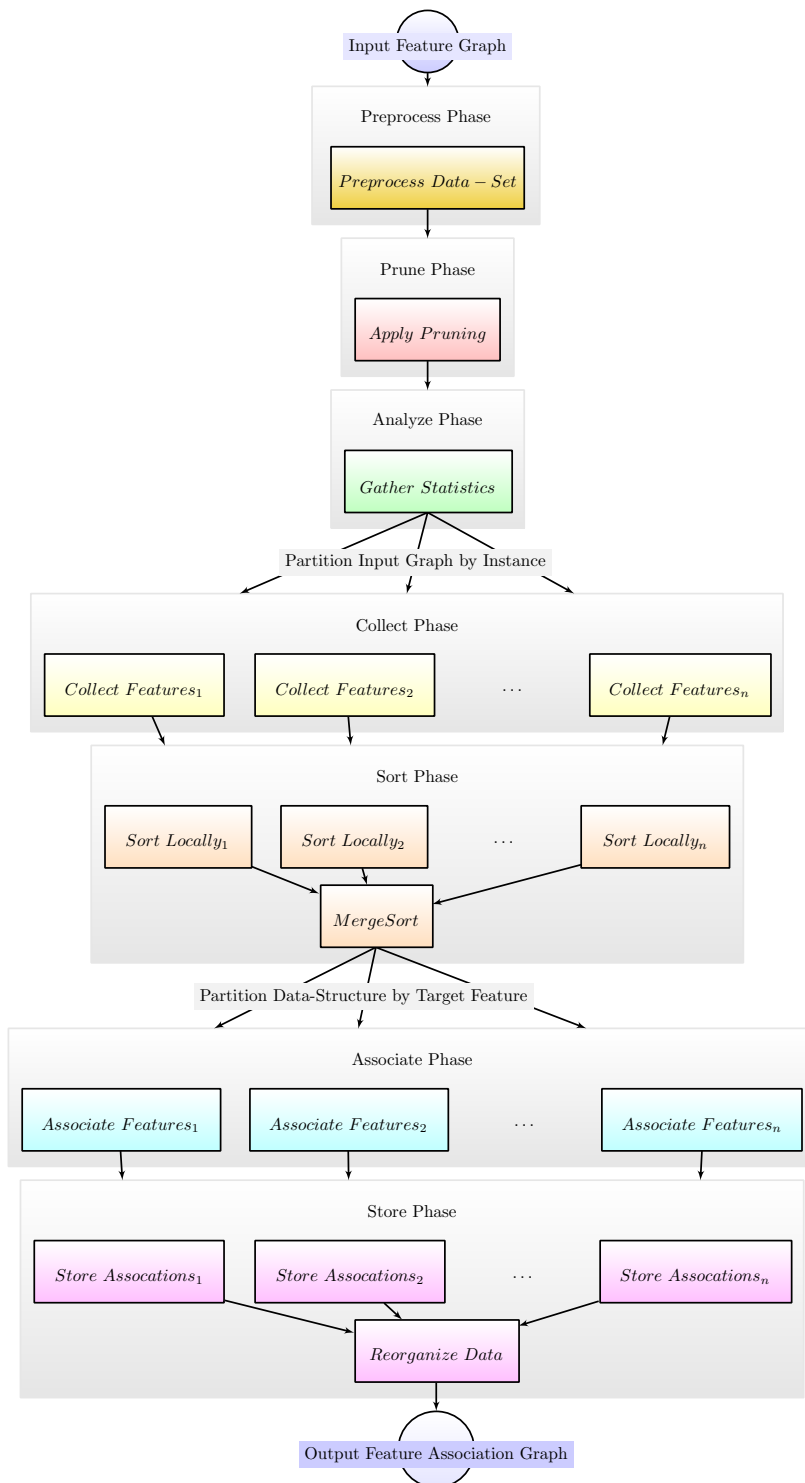 Input Feature Graph
Preprocess Phase
Preprocess Data − Set
Prune Phase
Apply Pruning
Analyze Phase
Gather Statistics
Partition Input Graph by Instance
Collect Phase
Collect Features₁
Collect Features₂
. . .
Collect Featuresₙ
Sort Phase
Sort Locally₁
Sort Locally₂
. . .
Sort Locallyₙ
MergeSort
Partition Data-Structure by Target Feature
Associate Phase
Associate Features₁
Associate Features₂
. . .
Associate Featuresₙ
Store Phase
Store Assocations₁
Store Assocations₂
. . .
Store Assocationsₙ
Reorganize Data
Output Feature Association Graph